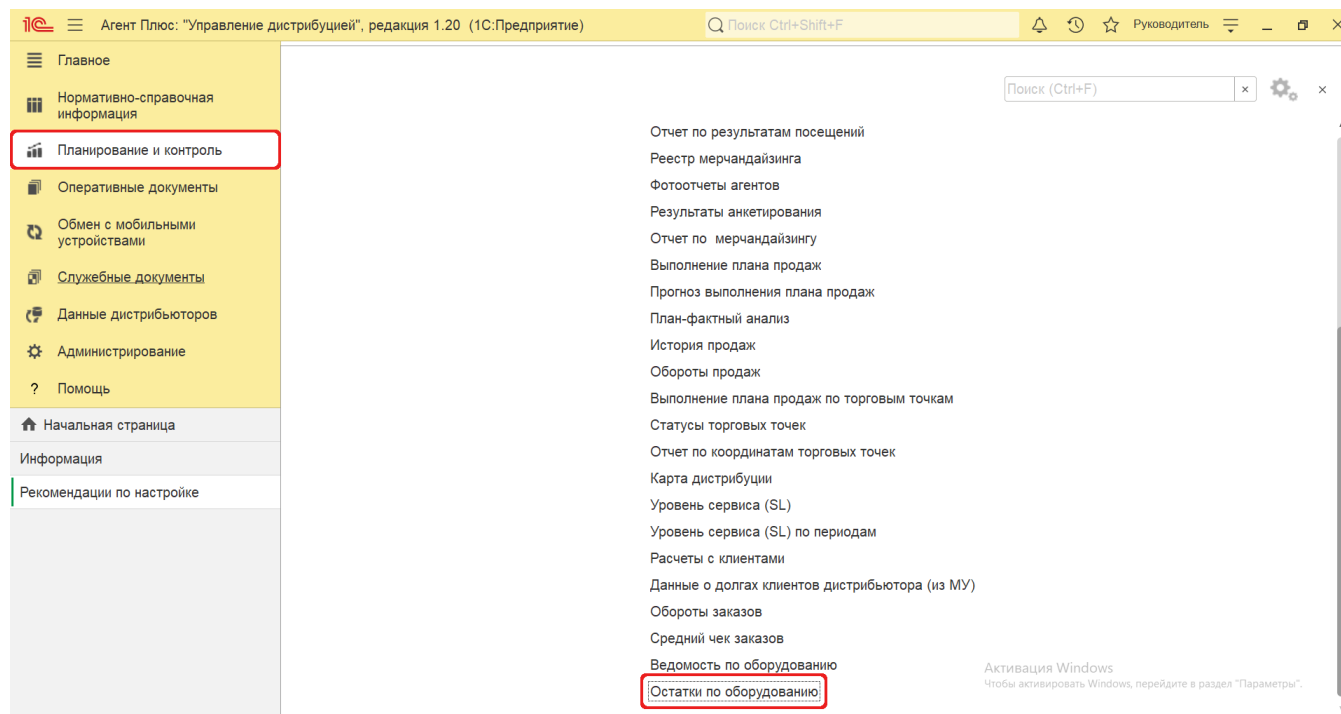 1С Агент Плюс: "Управление дистрибуцией", редакция 1.20 (1С:Предприятие) Поиск Ctrl+Shift+F Руководитель
Главное
Нормативно-справочная
информация
Планирование и контроль
Оперативные документы
Обмен с мобильными
устройствами
Служебные документы
Данные дистрибьюторов
Администрирование
? Помощь
Начальная страница
Информация
Рекомендации по настройке
Поиск (Ctrl+F) × ×
Отчет по результатам посещений
Реестр мерчандайзинга
Фотоотчеты агентов
Результаты анкетирования
Отчет по мерчандайзингу
Выполнение плана продаж
Прогноз выполнения плана продаж
План-фактный анализ
История продаж
Обороты продаж
Выполнение плана продаж по торговым точкам
Статусы торговых точек
Отчет по координатам торговых точек
Карта дистрибуции
Уровень сервиса (SL)
Уровень сервиса (SL) по периодам
Расчеты с клиентами
Данные о долгах клиентов дистрибьютора (из МУ)
Обороты заказов
Средний чек заказов
Ведомость по оборудованию
Остатки по оборудованию
Активация Windows
Чтобы активировать Windows, перейдите в раздел "Параметры".